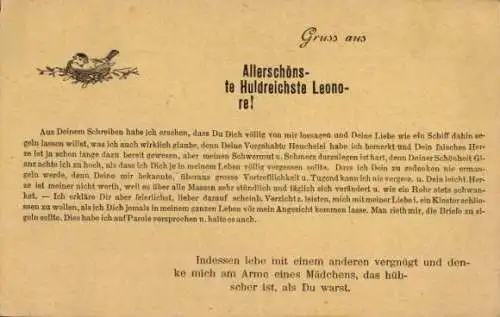 Gruss aus
Allerschöns-
te Huldreichste Leono-
re!
Aus Deinem Schreiben habe ich ersehen, dass Du Dich völlig von mir lossagen und Deine Liebe wie ein Schiff dahin se-
geln lassen willst, was ich auch wirklich glaube, denn Deine Vorgehabte Heuchelei habe ich bemerkt und Dein falsches Her-
ze ist ja schon lange dazu bereit gewesen, aber meines Schwermut u. Schmerz darzulegen ist hart, denn Deiner Schönheit Gl-
anz achte ich zu hoch, als dass ich Dich je in meinem Leben völlig vergessen sollte. Dass ich Dein zu gedenken nie erman-
geln werde, denn Deine mir bekannte, überaus grosse Vortrefflichkeit u. Tugend kann ich nie vergess. u. Dein leicht. Her-
ze ist meiner nicht werth, weil es über alle Massen sehr stündlich und täglich sich verändert u. wie ein Rohr stets schwan-
ket. — Ich erkläre Dir aber feierlichst, lieber darauf scheinb. Verzicht z. leisten, mich mit meiner Liebe i. ein Kloster schlie-
ssen zu wollen, als ich Dich jemals in meinem ganzen Leben vor mein Angesicht kommen lasse. Man rieth mir, die Briefe zu si-
geln sollte. Dies habe ich auf Parole versprochen u. halte es auch.
Indessen lebe mit einem anderen vergnügt und den-
ke mich am Arme eines Mädchens, das hüb-
scher ist, als Du warst.